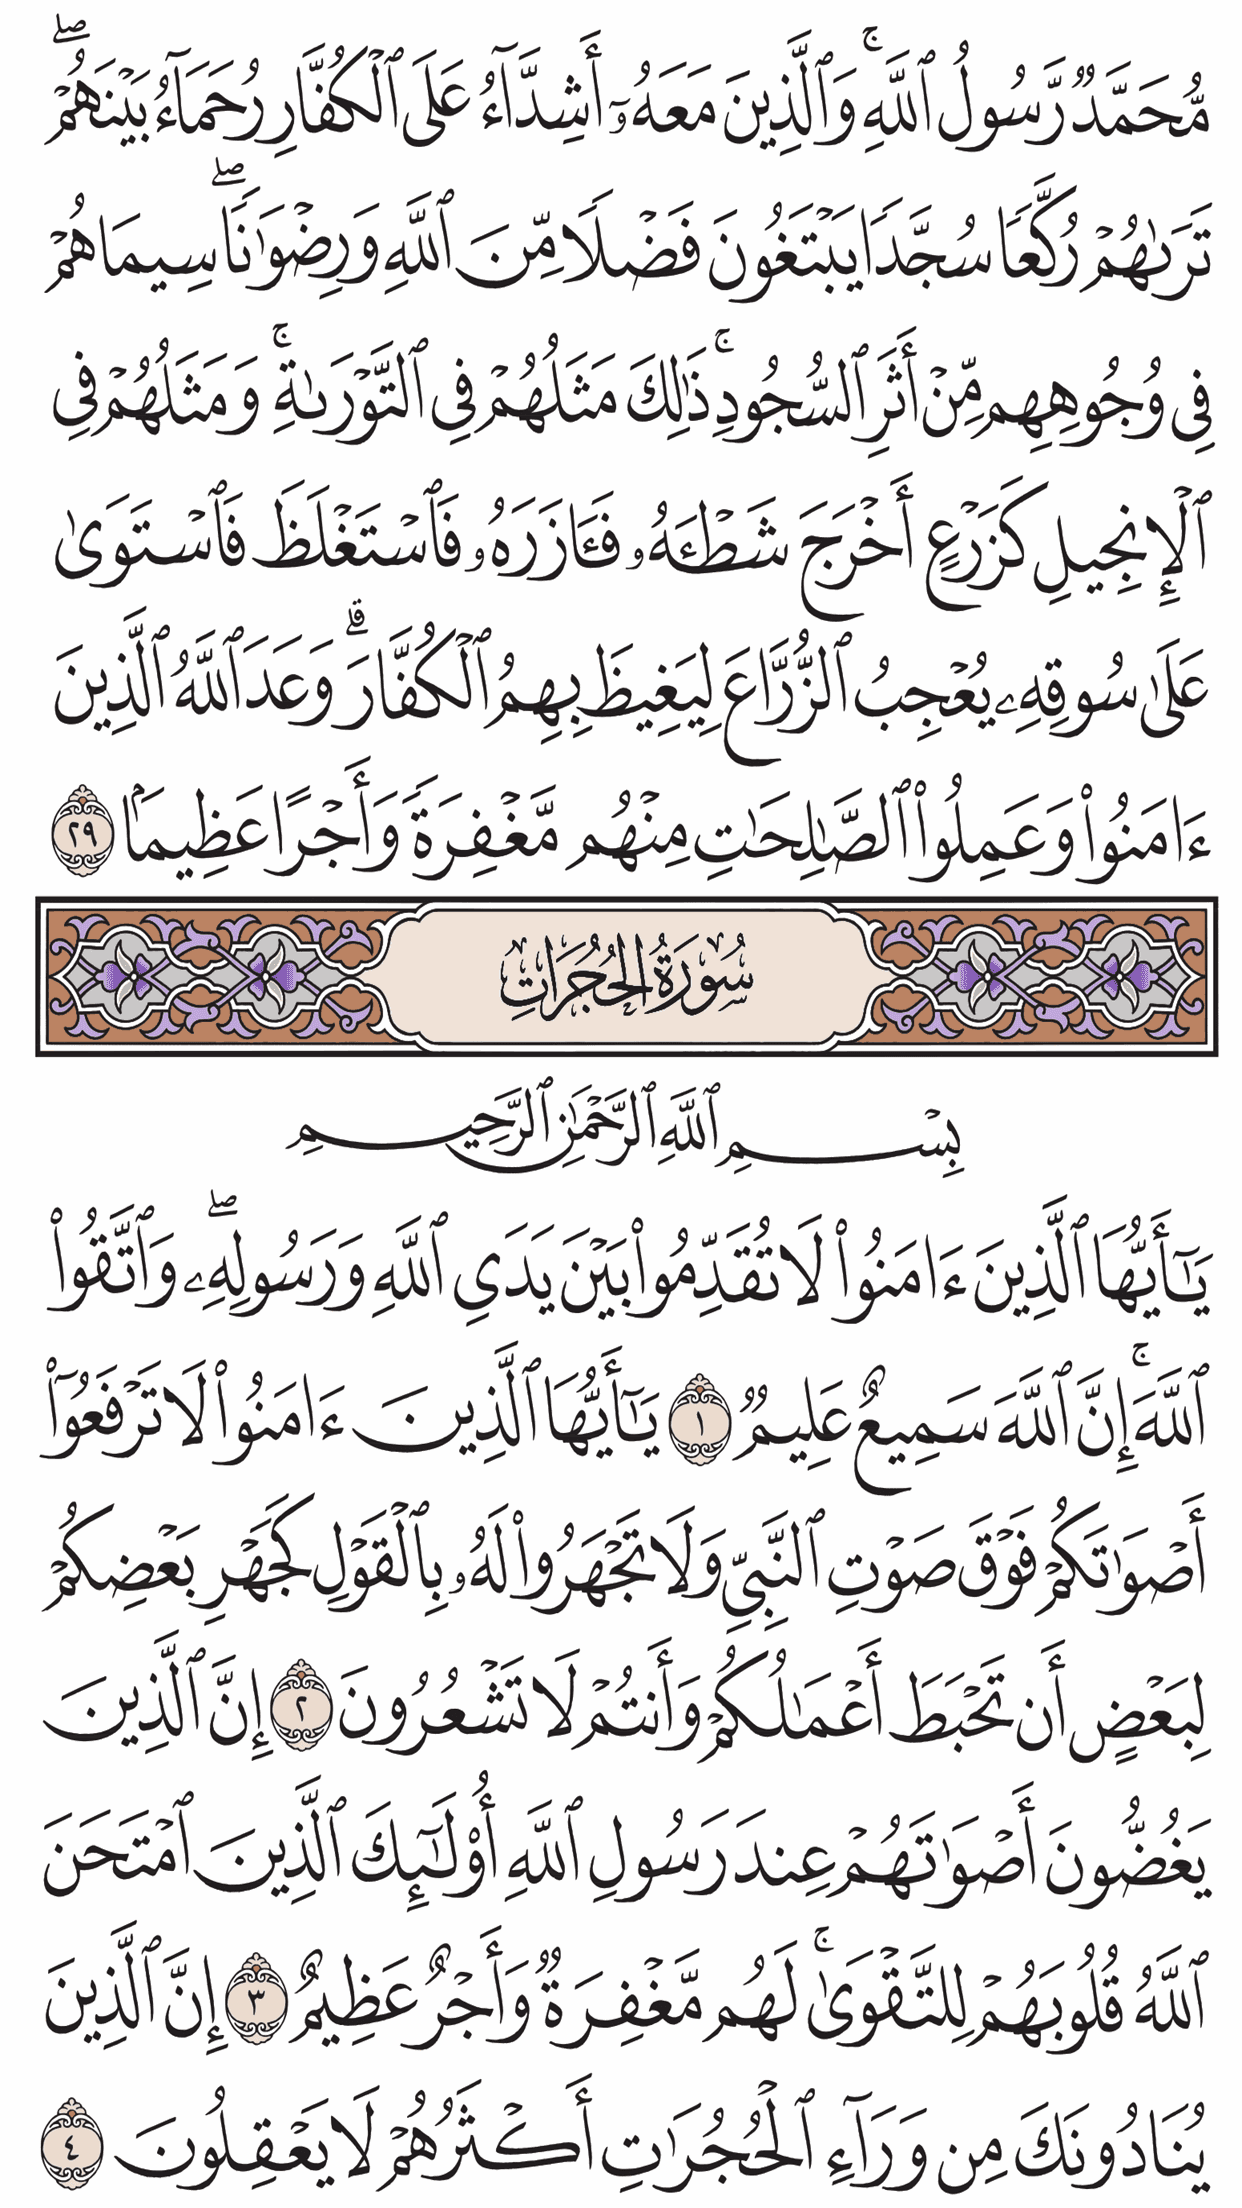 مُّحَمَّدٌ رَّسُولُ ٱللَّهِۚ وَٱلَّذِينَ مَعَهُۥٓ أَشِدَّآءُ عَلَى ٱلۡكُفَّارِ رُحَمَآءُ بَيۡنَهُمۡۖ
تَرَىٰهُمۡ رُكَّعٗا سُجَّدٗا يَبۡتَغُونَ فَضۡلٗا مِّنَ ٱللَّهِ وَرِضۡوَٰنٗاۖ سِيمَاهُمۡ
فِي وُجُوهِهِم مِّنۡ أَثَرِ ٱلسُّجُودِۚ ذَٰلِكَ مَثَلُهُمۡ فِي ٱلتَّوۡرَىٰةِۚ وَمَثَلُهُمۡ فِي
ٱلۡإِنجِيلِ كَزَرۡعٍ أَخۡرَجَ شَطۡـَٔهُۥ فَـَٔازَرَهُۥ فَٱسۡتَغۡلَظَ فَٱسۡتَوَىٰ
عَلَىٰ سُوقِهِۦ يُعۡجِبُ ٱلزُّرَّاعَ لِيَغِيظَ بِهِمُ ٱلۡكُفَّارَۗ وَعَدَ ٱللَّهُ ٱلَّذِينَ
ءَامَنُواْ وَعَمِلُواْ ٱلصَّٰلِحَٰتِ مِنۡهُم مَّغۡفِرَةٗ وَأَجۡرًا عَظِيمَۢا ٢٩
سُورَةُ الحُجُرَاتِ
بِسۡمِ ٱللَّهِ ٱلرَّحۡمَٰنِ ٱلرَّحِيمِ
يَـٰٓأَيُّهَا ٱلَّذِينَ ءَامَنُواْ لَا تُقَدِّمُواْ بَيۡنَ يَدَيِ ٱللَّهِ وَرَسُولِهِۦۖ وَٱتَّقُواْ
ٱللَّهَۚ إِنَّ ٱللَّهَ سَمِيعٌ عَلِيمٞ ١ يَـٰٓأَيُّهَا ٱلَّذِينَ ءَامَنُواْ لَا تَرۡفَعُوٓاْ
أَصۡوَٰتَكُمۡ فَوۡقَ صَوۡتِ ٱلنَّبِيِّ وَلَا تَجۡهَرُواْ لَهُۥ بِٱلۡقَوۡلِ كَجَهۡرِ بَعۡضِكُمۡ
لِبَعۡضٍ أَن تَحۡبَطَ أَعۡمَٰلُكُمۡ وَأَنتُمۡ لَا تَشۡعُرُونَ ٢ إِنَّ ٱلَّذِينَ
يَغُضُّونَ أَصۡوَٰتَهُمۡ عِندَ رَسُولِ ٱللَّهِ أُوْلَـٰٓئِكَ ٱلَّذِينَ ٱمۡتَحَنَ
ٱللَّهُ قُلُوبَهُمۡ لِلتَّقۡوَىٰۚ لَهُم مَّغۡفِرَةٞ وَأَجۡرٌ عَظِيمٌ ٣ إِنَّ ٱلَّذِينَ
يُنَادُونَكَ مِن وَرَآءِ ٱلۡحُجُرَٰتِ أَكۡثَرُهُمۡ لَا يَعۡقِلُونَ ٤